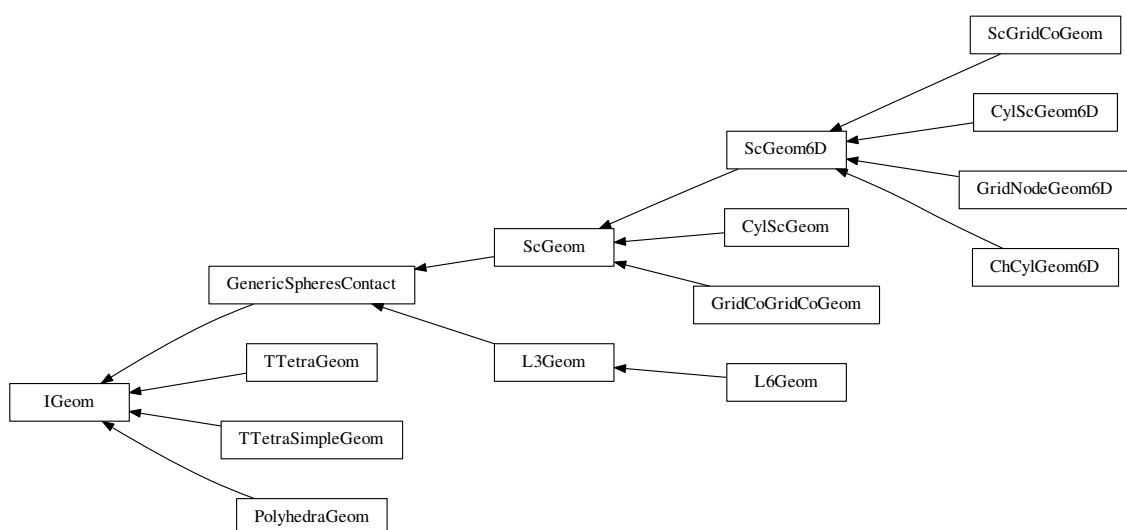 ScGridCoGeom
CylScGeom6D
ScGeom6D
GridNodeGeom6D
CylScGeom
ScGeom
ChCylGeom6D
GenericSpheresContact
GridCoGridCoGeom
TTetraGeom
L3Geom
L6Geom
IGeom
TTetraSimpleGeom
PolyhedraGeom